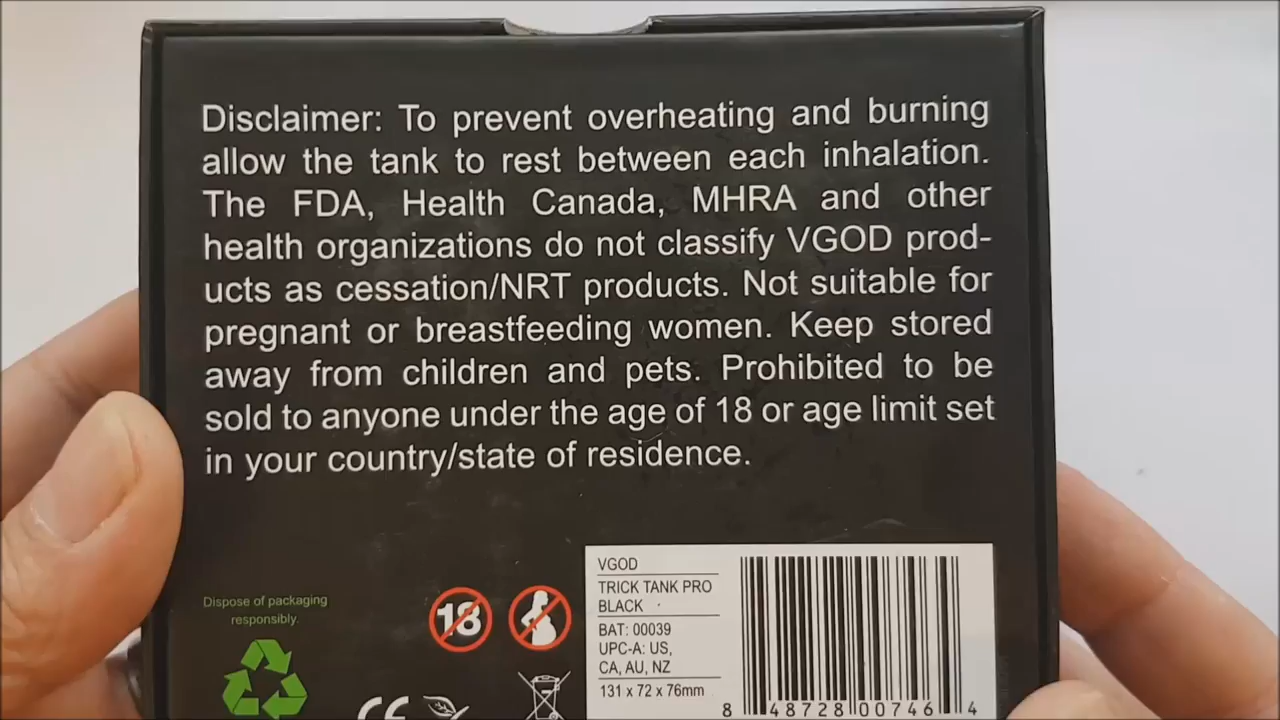 Disclaimer: To prevent overheating and burning
allow the tank to rest between each inhalation.
The FDA, Health Canada, MHRA and other
health organizations do not classify VGOD prod-
ucts as cessation/NRT products. Not suitable for
pregnant or breastfeeding women. Keep stored
away from children and pets. Prohibited to be
sold to anyone under the age of 18 or age limit set
in your country/state of residence.
Dispose of packaging
responsibly.
18
CE
VGOD
TRICK TANK PRO
BLACK
BAT: 00039
UPC-A: US,
CA, AU, NZ
131 x 72 x 76mm
8 48728 00746 4